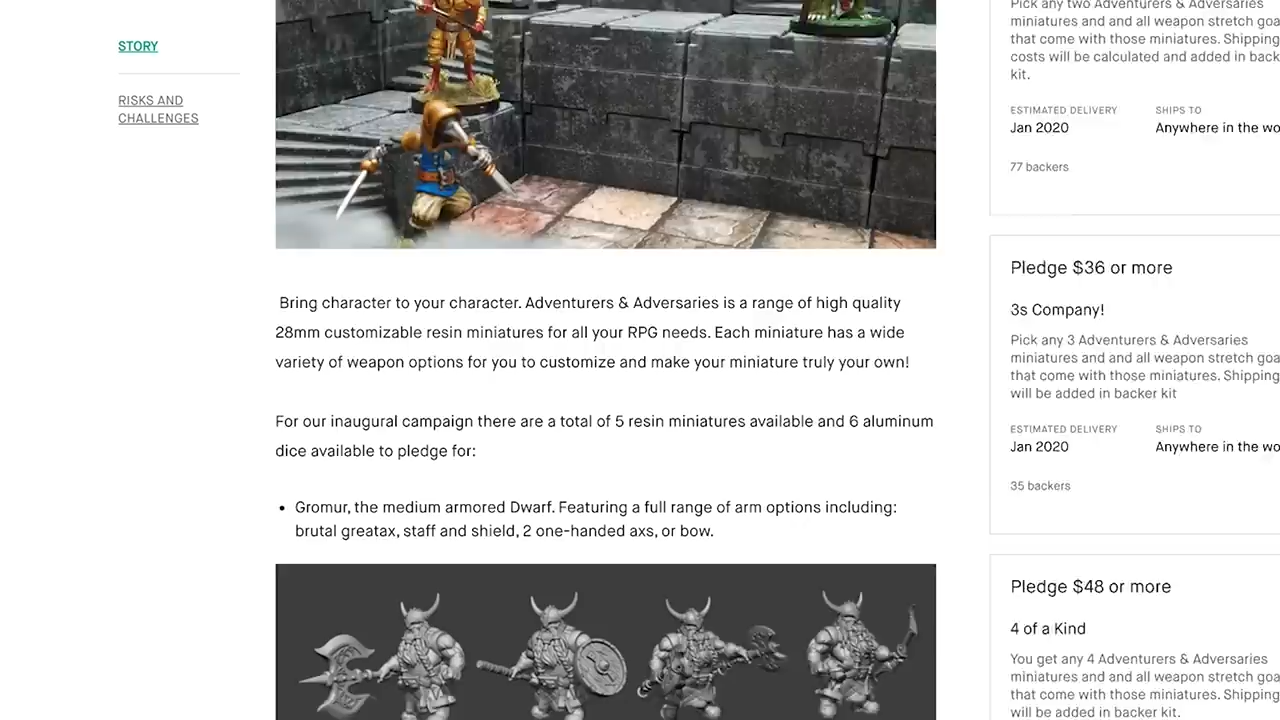 STORY
RISKS AND
CHALLENGES
Bring character to your character. Adventurers & Adversaries is a range of high quality
28mm customizable resin miniatures for all your RPG needs. Each miniature has a wide
variety of weapon options for you to customize and make your miniature truly your own!
For our inaugural campaign there are a total of 5 resin miniatures available and 6 aluminum
dice available to pledge for:
• Gromur, the medium armored Dwarf. Featuring a full range of arm options including:
brutal greatax, staff and shield, 2 one-handed axs, or bow.
Pick any two Adventurers & Adversaries
miniatures and and all weapon stretch goa
that come with those miniatures. Shipping
costs will be calculated and added in back
kit.
ESTIMATED DELIVERY
SHIPS TO
Jan 2020
Anywhere in the wo
77 backers
Pledge $36 or more
3s Company!
Pick any 3 Adventurers & Adversaries
miniatures and and all weapon stretch goa
that come with those miniatures. Shipping
will be added in backer kit
ESTIMATED DELIVERY
SHIPS TO
Jan 2020
Anywhere in the wo
35 backers
Pledge $48 or more
4 of a Kind
You get any 4 Adventurers & Adversaries
miniatures and and all weapon stretch goa
that come with those miniatures. Shipping
will be added in backer kit.